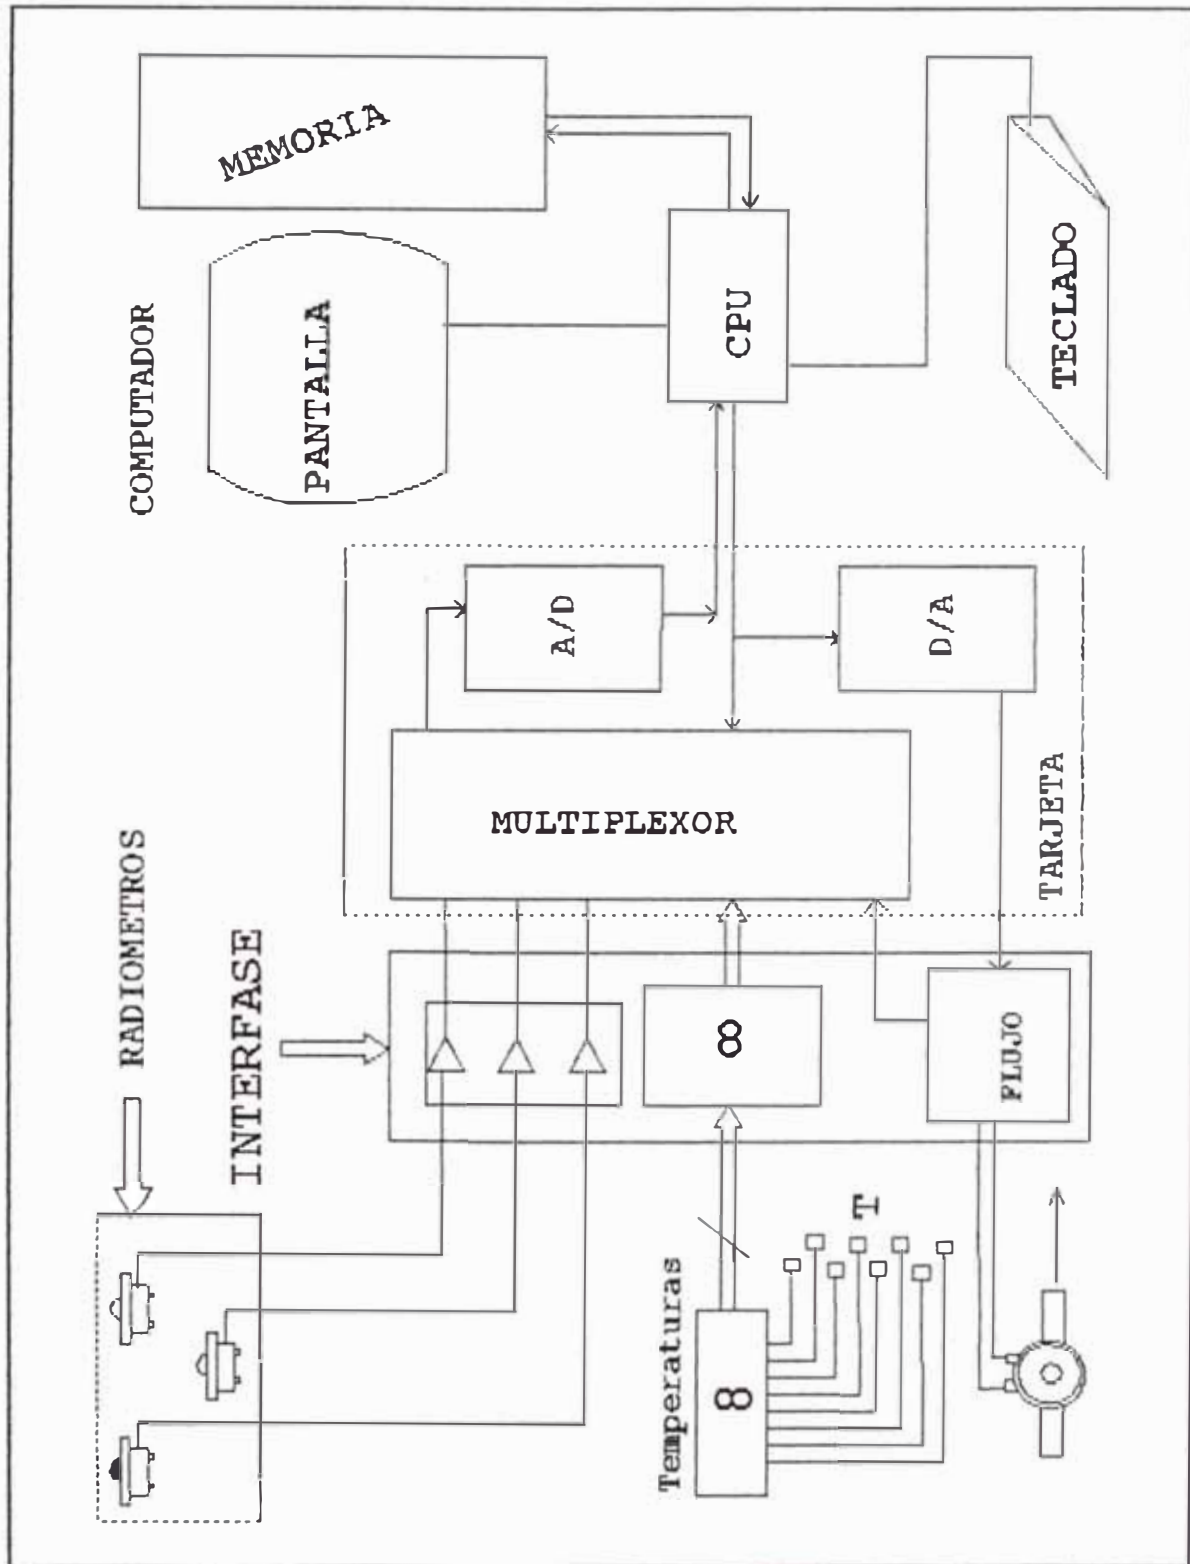 RADIOMETROS
COMPUTADOR
MEMORIA
PANTALLA
INTERFASE
A/D
MULTIPLEXOR
CPU
Temperaturas
8
8
T
FLUJO
D/A
TARJETA
TECLADO